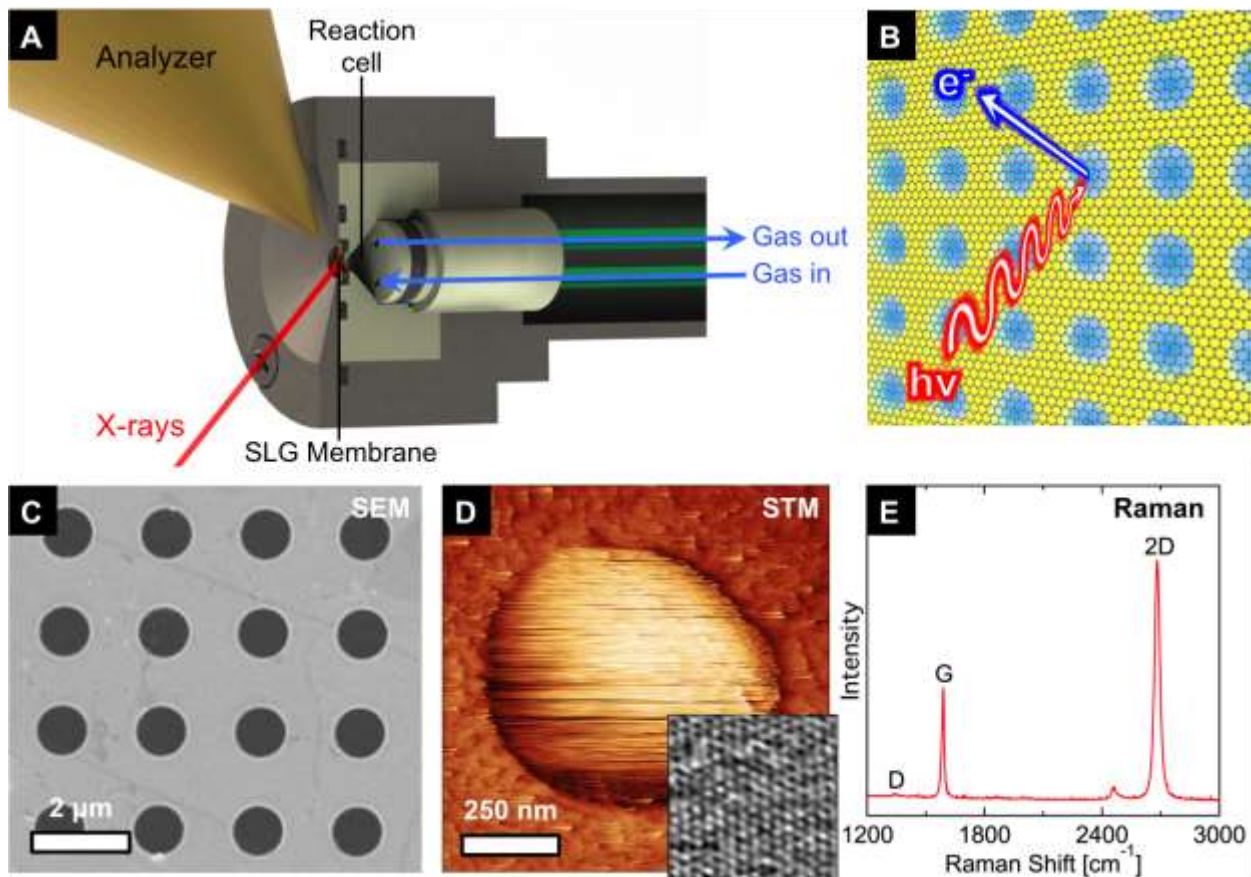 A
Analyzer
Reaction
cell
Gas out
Gas in
X-rays
SLG Membrane
B
e-
hν
C
SEM
2 µm
D
STM
250 nm
E
Raman
2D
G
D
Intensity
1200
1800
2400
3000
Raman Shift [cm-1]